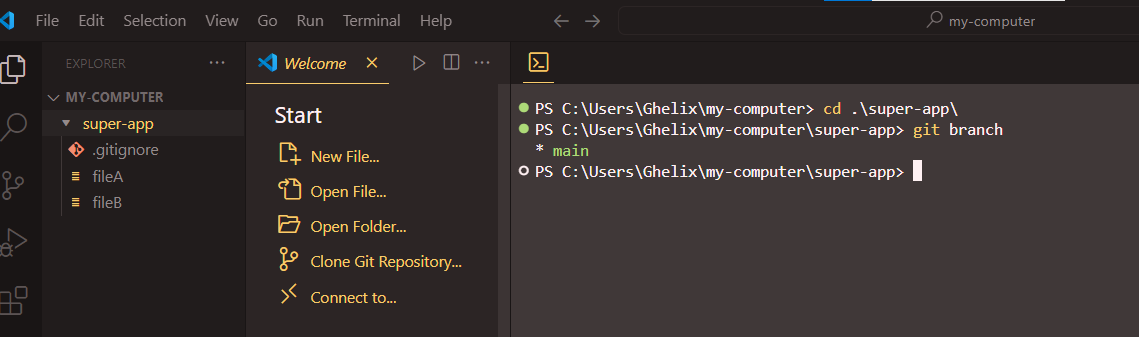 File Edit Selection View Go Run Terminal Help
my-computer
EXPLORER
MY-COMPUTER
super-app
.gitignore
fileA
fileB
Welcome
Start
New File...
Open File...
Open Folder...
Clone Git Repository...
Connect to...
PS C:\Users\Ghelix\my-computer> cd .\super-app\
PS C:\Users\Ghelix\my-computer\super-app> git branch
* main
PS C:\Users\Ghelix\my-computer\super-app>